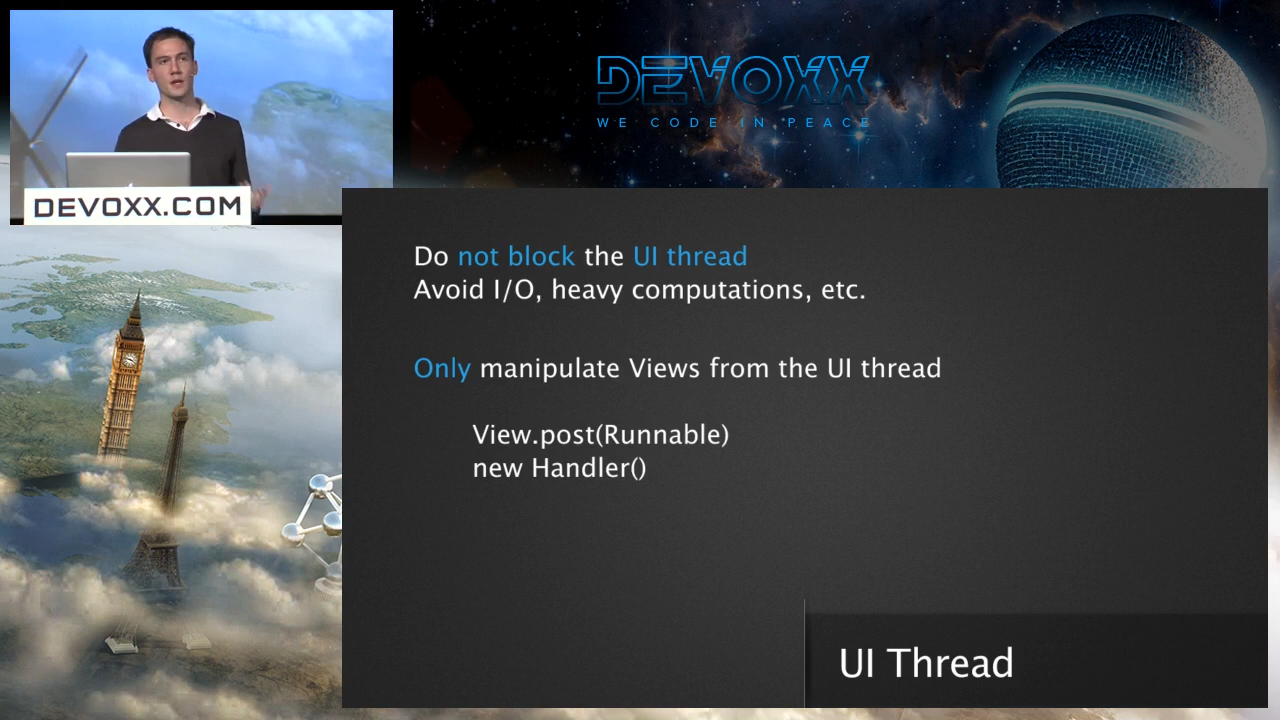 DEVOXX
WE CODE IN PEACE
DEVOXX.COM
Do not block the UI thread
Avoid I/O, heavy computations, etc.
Only manipulate Views from the UI thread
View.post(Runnable)
new Handler()
UI Thread